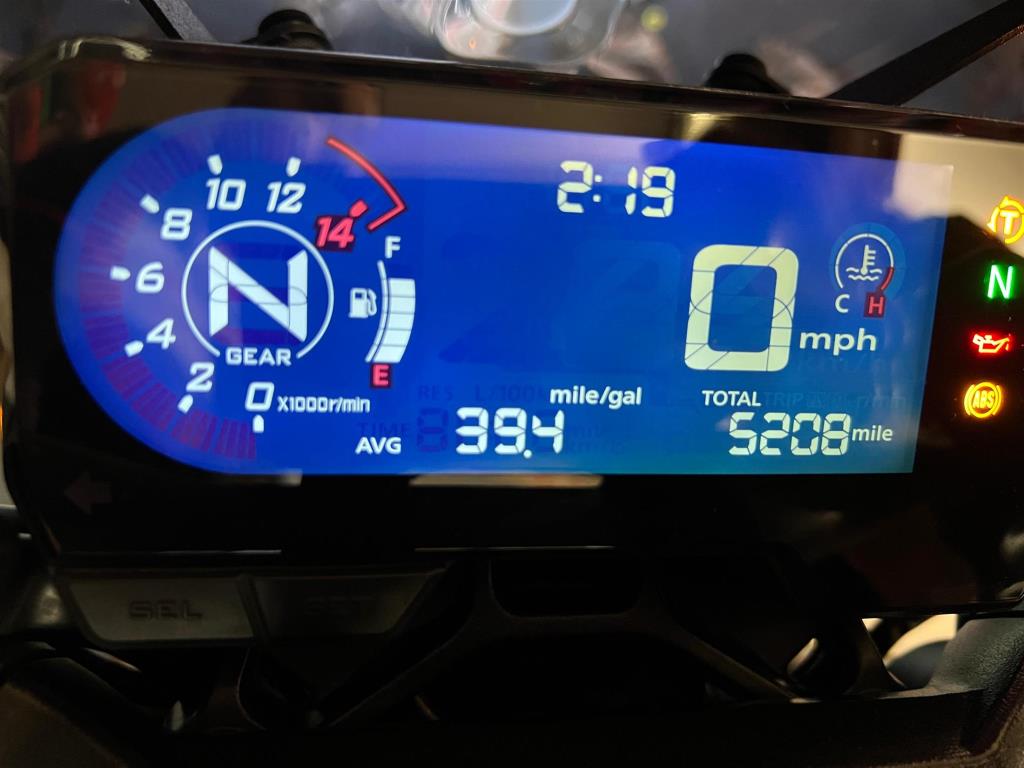 2:19
10 12
8
14
F
6
N
N
4
GEAR
C H
0 mph
2
E
0 X1000r/min
mile/gal
TOTAL
AVG 39.4
5208 mile
T
ABS
SEL